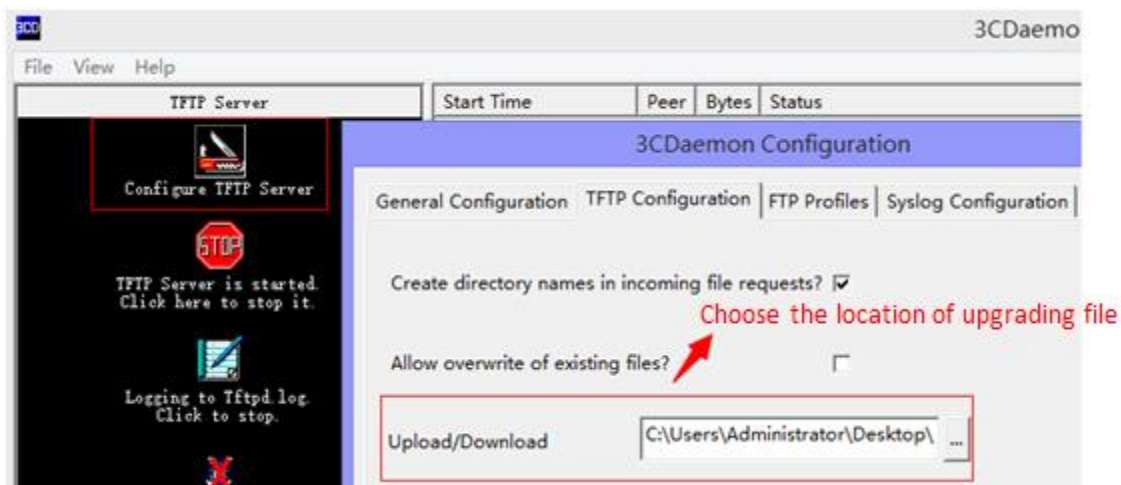 3CD
3CDaemo
File View Help
TFTP Server
Start Time Peer Bytes Status
3CDaemon Configuration
Configure TFTP Server
General Configuration TFTP Configuration FTP Profiles Syslog Configuration
STOP
TFTP Server is started.
Click here to stop it.
Create directory names in incoming file requests?
Choose the location of upgrading file
Allow overwrite of existing files?
Logging to Tftpd.log.
Click to stop.
Upload/Download C:\Users\Administrator\Desktop\ ...